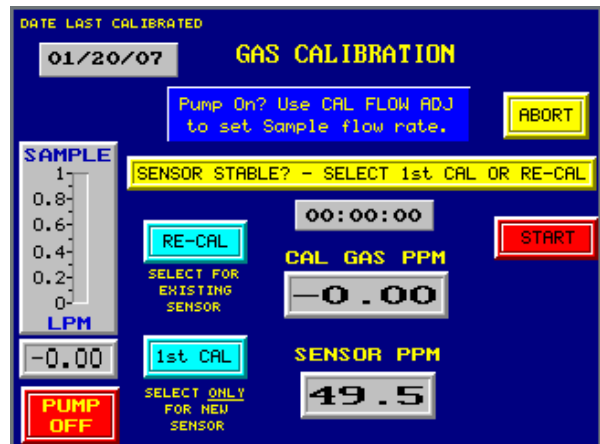 DATE LAST CALIBRATED
01/20/07
GAS CALIBRATION
Pump On? Use CAL FLOW ADJ
to set Sample flow rate.
ABORT
SAMPLE
1
0.8
0.6
0.4
0.2
0
LPM
-0.00
PUMP
OFF
SENSOR STABLE? - SELECT 1st CAL OR RE-CAL
00:00:00
START
RE-CAL
SELECT FOR
EXISTING
SENSOR
CAL GAS PPM
-0.00
1st CAL
SELECT ONLY
FOR NEW
SENSOR
SENSOR PPM
49.5